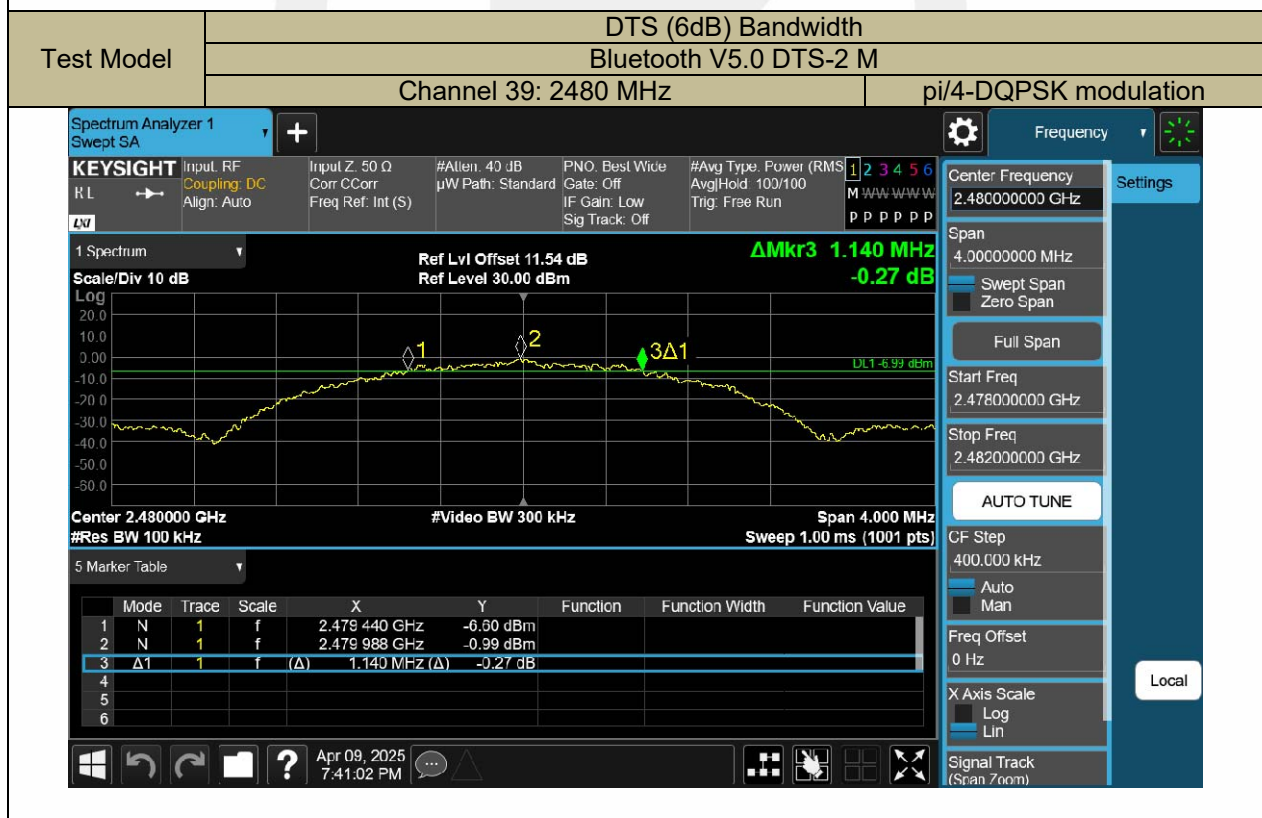 Test Model
DTS (6dB) Bandwidth
Bluetooth V5.0 DTS-2 M
Channel 39: 2480 MHz
pi/4-DQPSK modulation
Spectrum Analyzer 1
Swept SA
Frequency
KEYSIGHT
RL
LXI
Input: RF
Coupling: DC
Align: Auto
Input Z: 50 Ω
Corr CCorr
Freq Ref: Int (S)
#Atten: 40 dB
µW Path: Standard
PNO: Best Wide
Gate: Off
IF Gain: Low
Sig Track: Off
#Avg Type: Power (RMS
Avg|Hold: 100/100
Trig: Free Run
1 2 3 4 5 6
M W W W W W
P P P P P P
1 Spectrum
Scale/Div 10 dB
Ref Lvl Offset 11.54 dB
Ref Level 30.00 dBm
ΔMkr3 1.140 MHz
-0.27 dB
Log
20.0
10.0
0.00
-10.0
-20.0
-30.0
-40.0
-50.0
-60.0
1
2
3Δ1
DL1 -6.99 dBm
Center 2.480000 GHz
#Res BW 100 kHz
#Video BW 300 kHz
Span 4.000 MHz
Sweep 1.00 ms (1001 pts)
5 Marker Table
Mode Trace Scale X Y Function Function Width Function Value
1 N 1 f 2.479 440 GHz -6.60 dBm
2 N 1 f 2.479 988 GHz -0.99 dBm
3 Δ1 1 f (Δ) 1.140 MHz (Δ) -0.27 dB
4
5
6
?
Apr 09, 2025
7:41:02 PM
Center Frequency
2.480000000 GHz
Span
4.00000000 MHz
Swept Span
Zero Span
Full Span
Start Freq
2.478000000 GHz
Stop Freq
2.482000000 GHz
AUTO TUNE
CF Step
400.000 kHz
Auto
Man
Freq Offset
0 Hz
X Axis Scale
Log
Lin
Signal Track
(Span Zoom)
Settings
Local